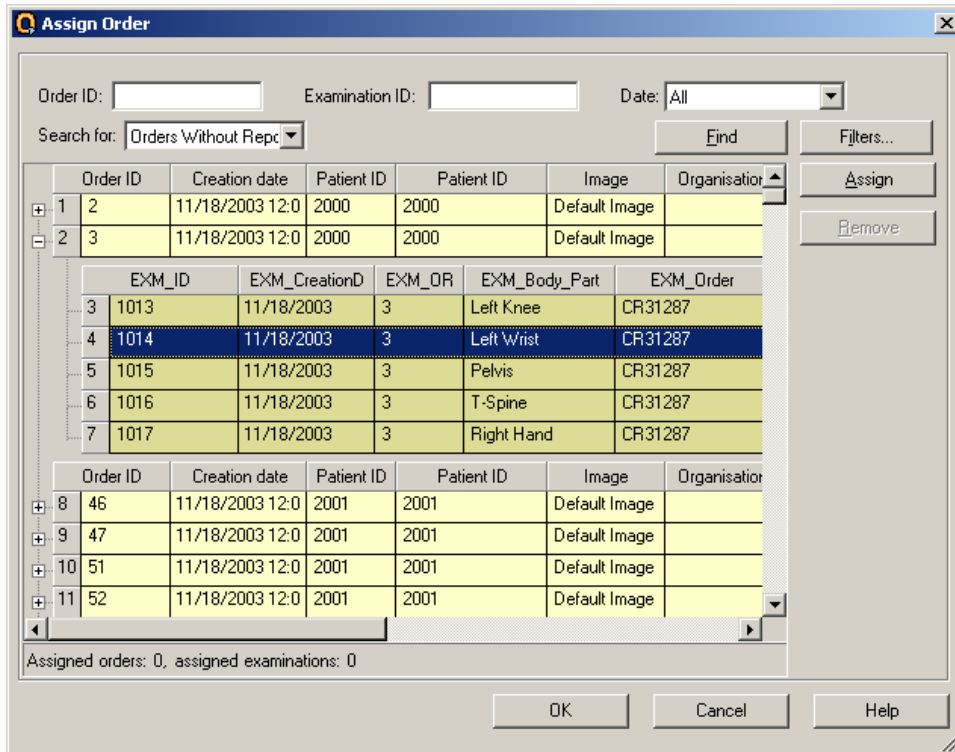 Assign Order
Order ID: Examination ID: Date: All
Search for: Orders Without Repc Find Filters...
Order ID Creation date Patient ID Patient ID Image Organisation Assign
1 2 11/18/2003 12:0 2000 2000 Default Image
Remove
2 3 11/18/2003 12:0 2000 2000 Default Image
EXM_ID EXM_CreationD EXM_OR EXM_Body_Part EXM_Order
3 1013 11/18/2003 3 Left Knee CR31287
4 1014 11/18/2003 3 Left Wrist CR31287
5 1015 11/18/2003 3 Pelvis CR31287
6 1016 11/18/2003 3 T-Spine CR31287
7 1017 11/18/2003 3 Right Hand CR31287
Order ID Creation date Patient ID Patient ID Image Organisation
8 46 11/18/2003 12:0 2001 2001 Default Image
9 47 11/18/2003 12:0 2001 2001 Default Image
10 51 11/18/2003 12:0 2001 2001 Default Image
11 52 11/18/2003 12:0 2001 2001 Default Image
Assigned orders: 0, assigned examinations: 0
OK Cancel Help